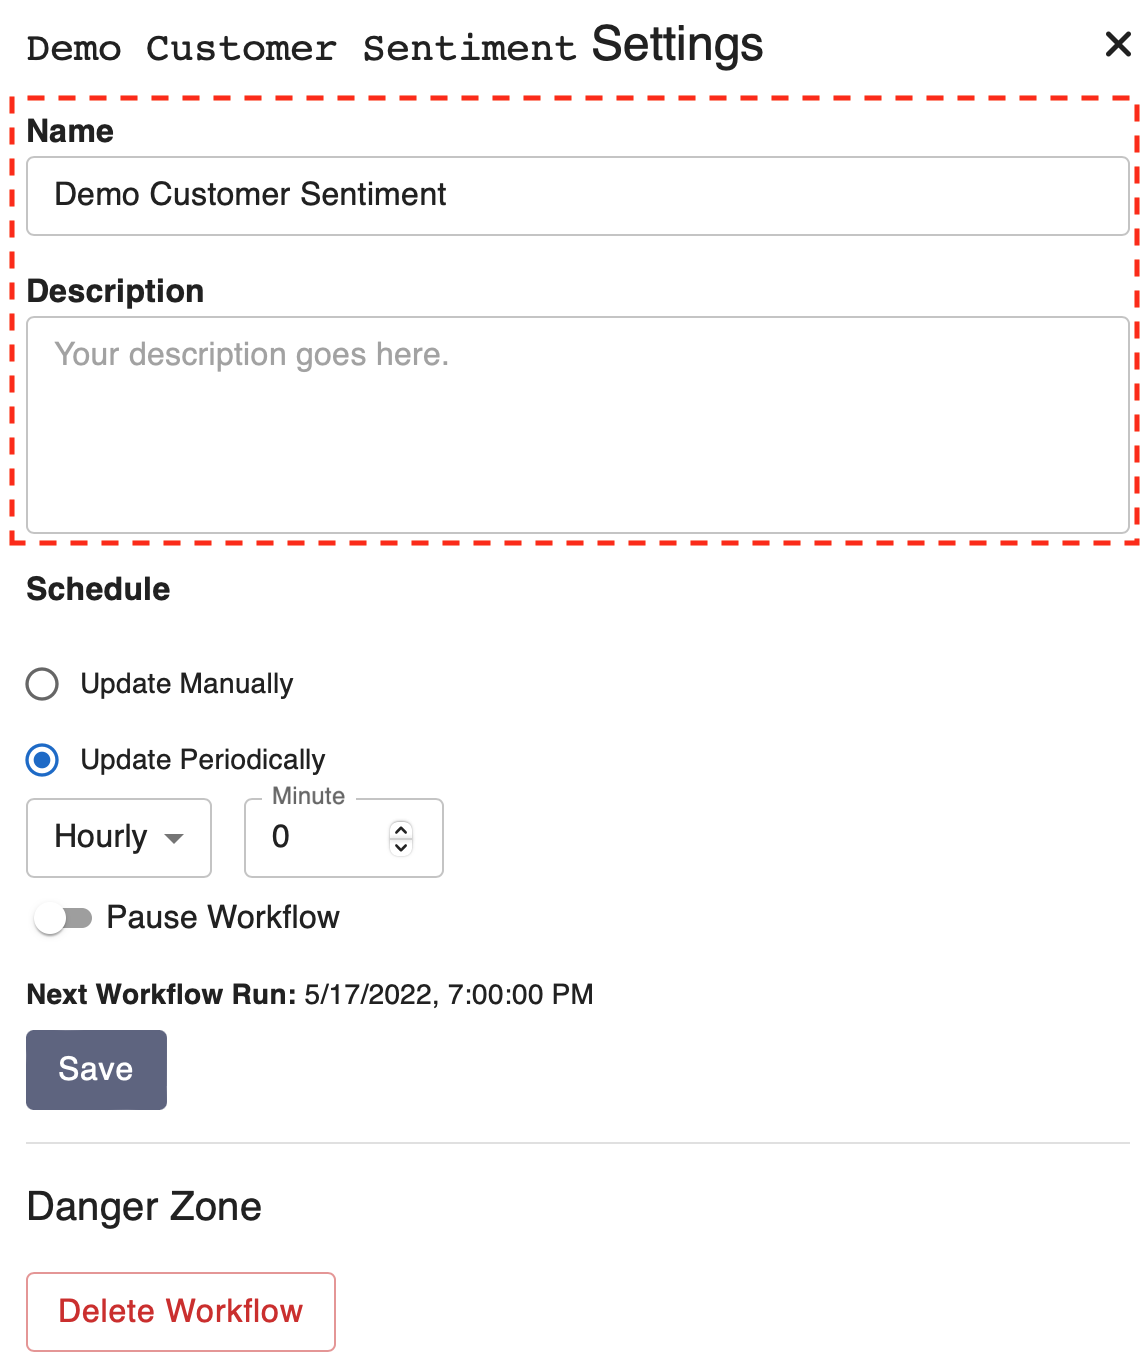 Demo Customer Sentiment Settings
Name
Demo Customer Sentiment
Description
Your description goes here.
Schedule
Update Manually
Update Periodically
Minute
Hourly 0
Pause Workflow
Next Workflow Run: 5/17/2022, 7:00:00 PM
Save
Danger Zone
Delete Workflow